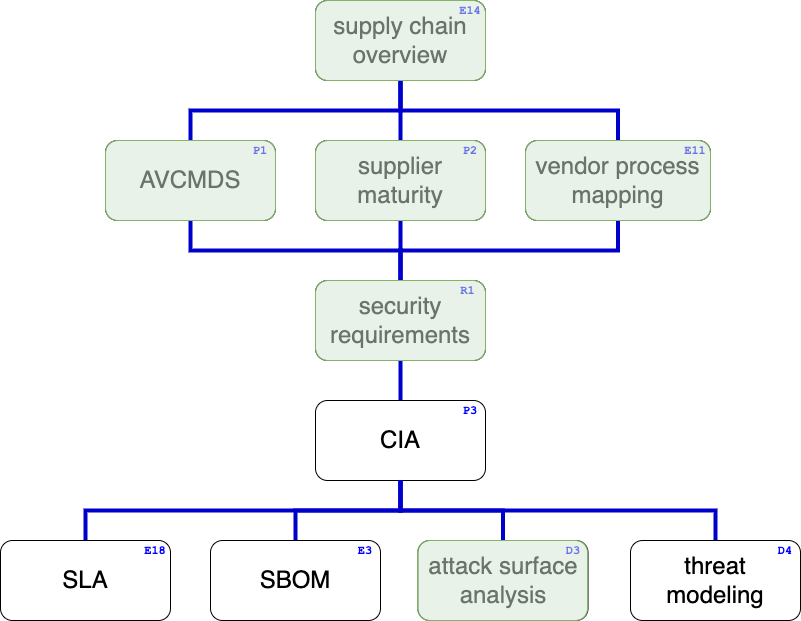 E14
supply chain
overview
P1
AVCMDS
P2
supplier
maturity
E11
vendor process
mapping
R1
security
requirements
P3
CIA
E18
SLA
E3
SBOM
D3
attack surface
analysis
D4
threat
modeling